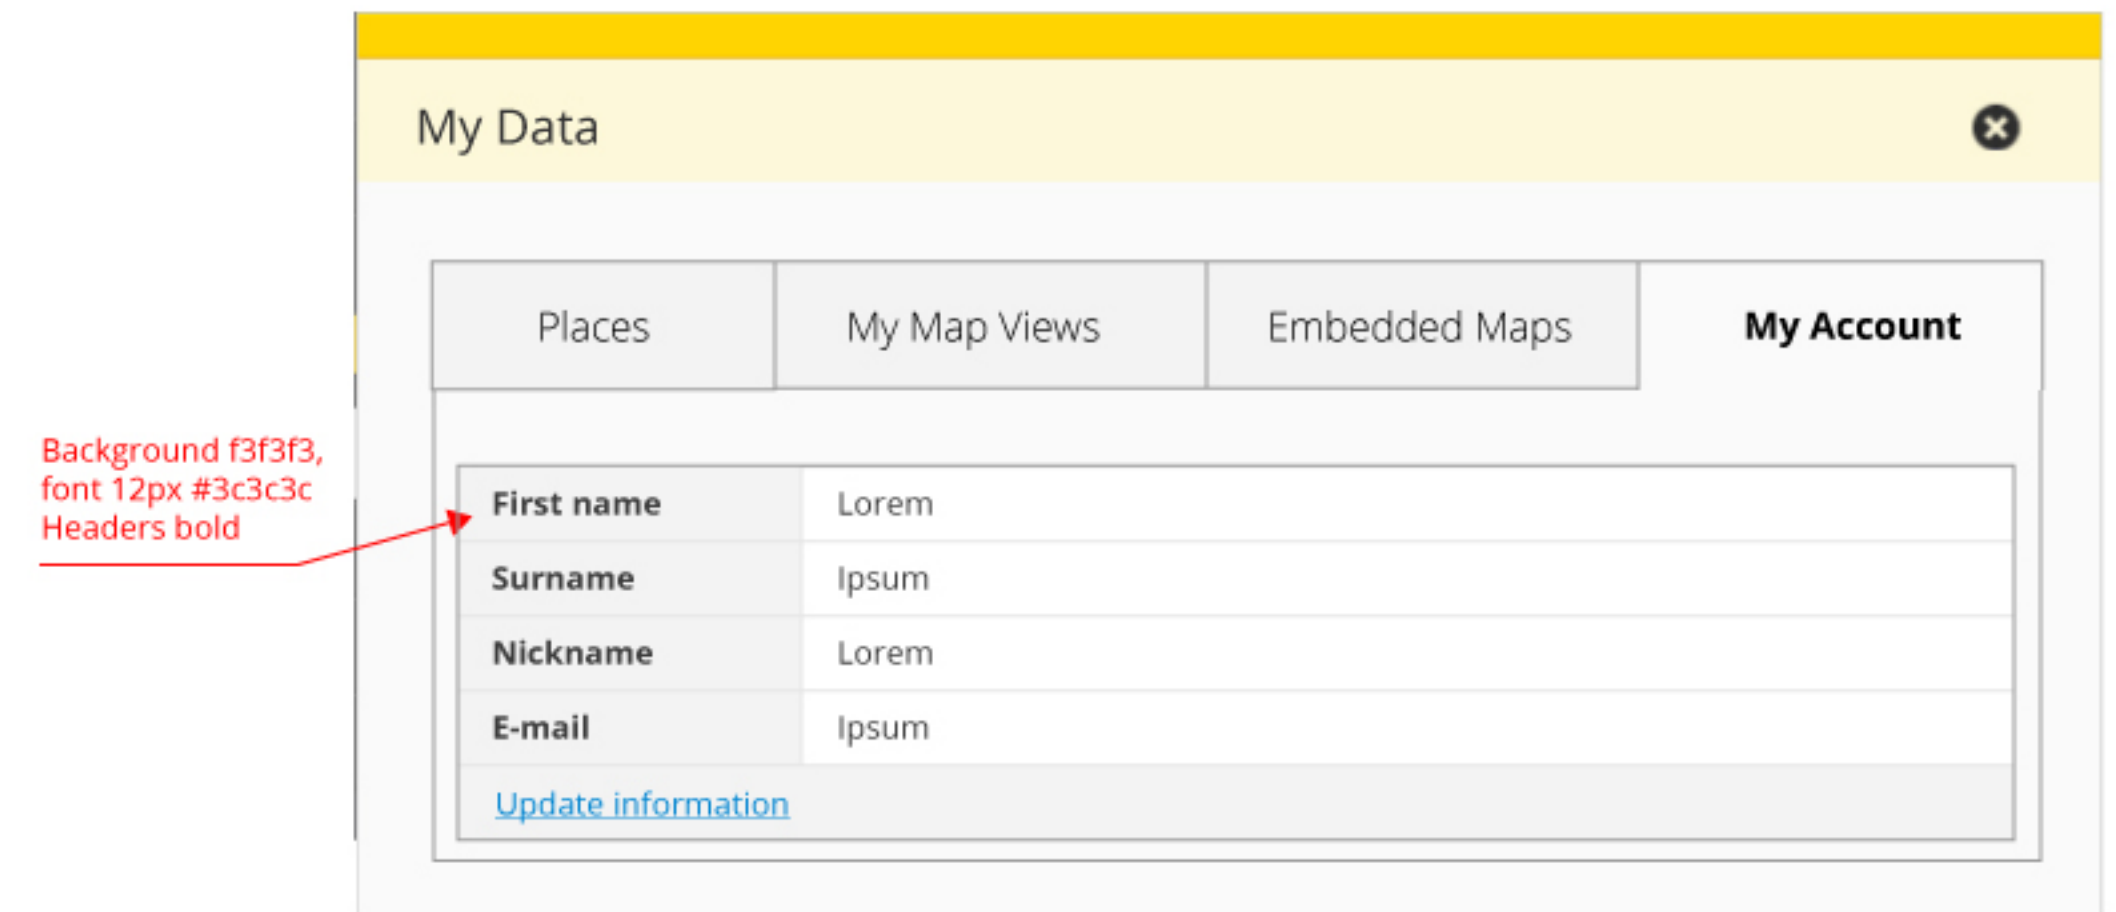 My Data
Places
My Map Views
Embedded Maps
My Account
Background f3f3f3,
font 12px #3c3c3c
Headers bold
First name Lorem
Surname Ipsum
Nickname Lorem
E-mail Ipsum
Update information